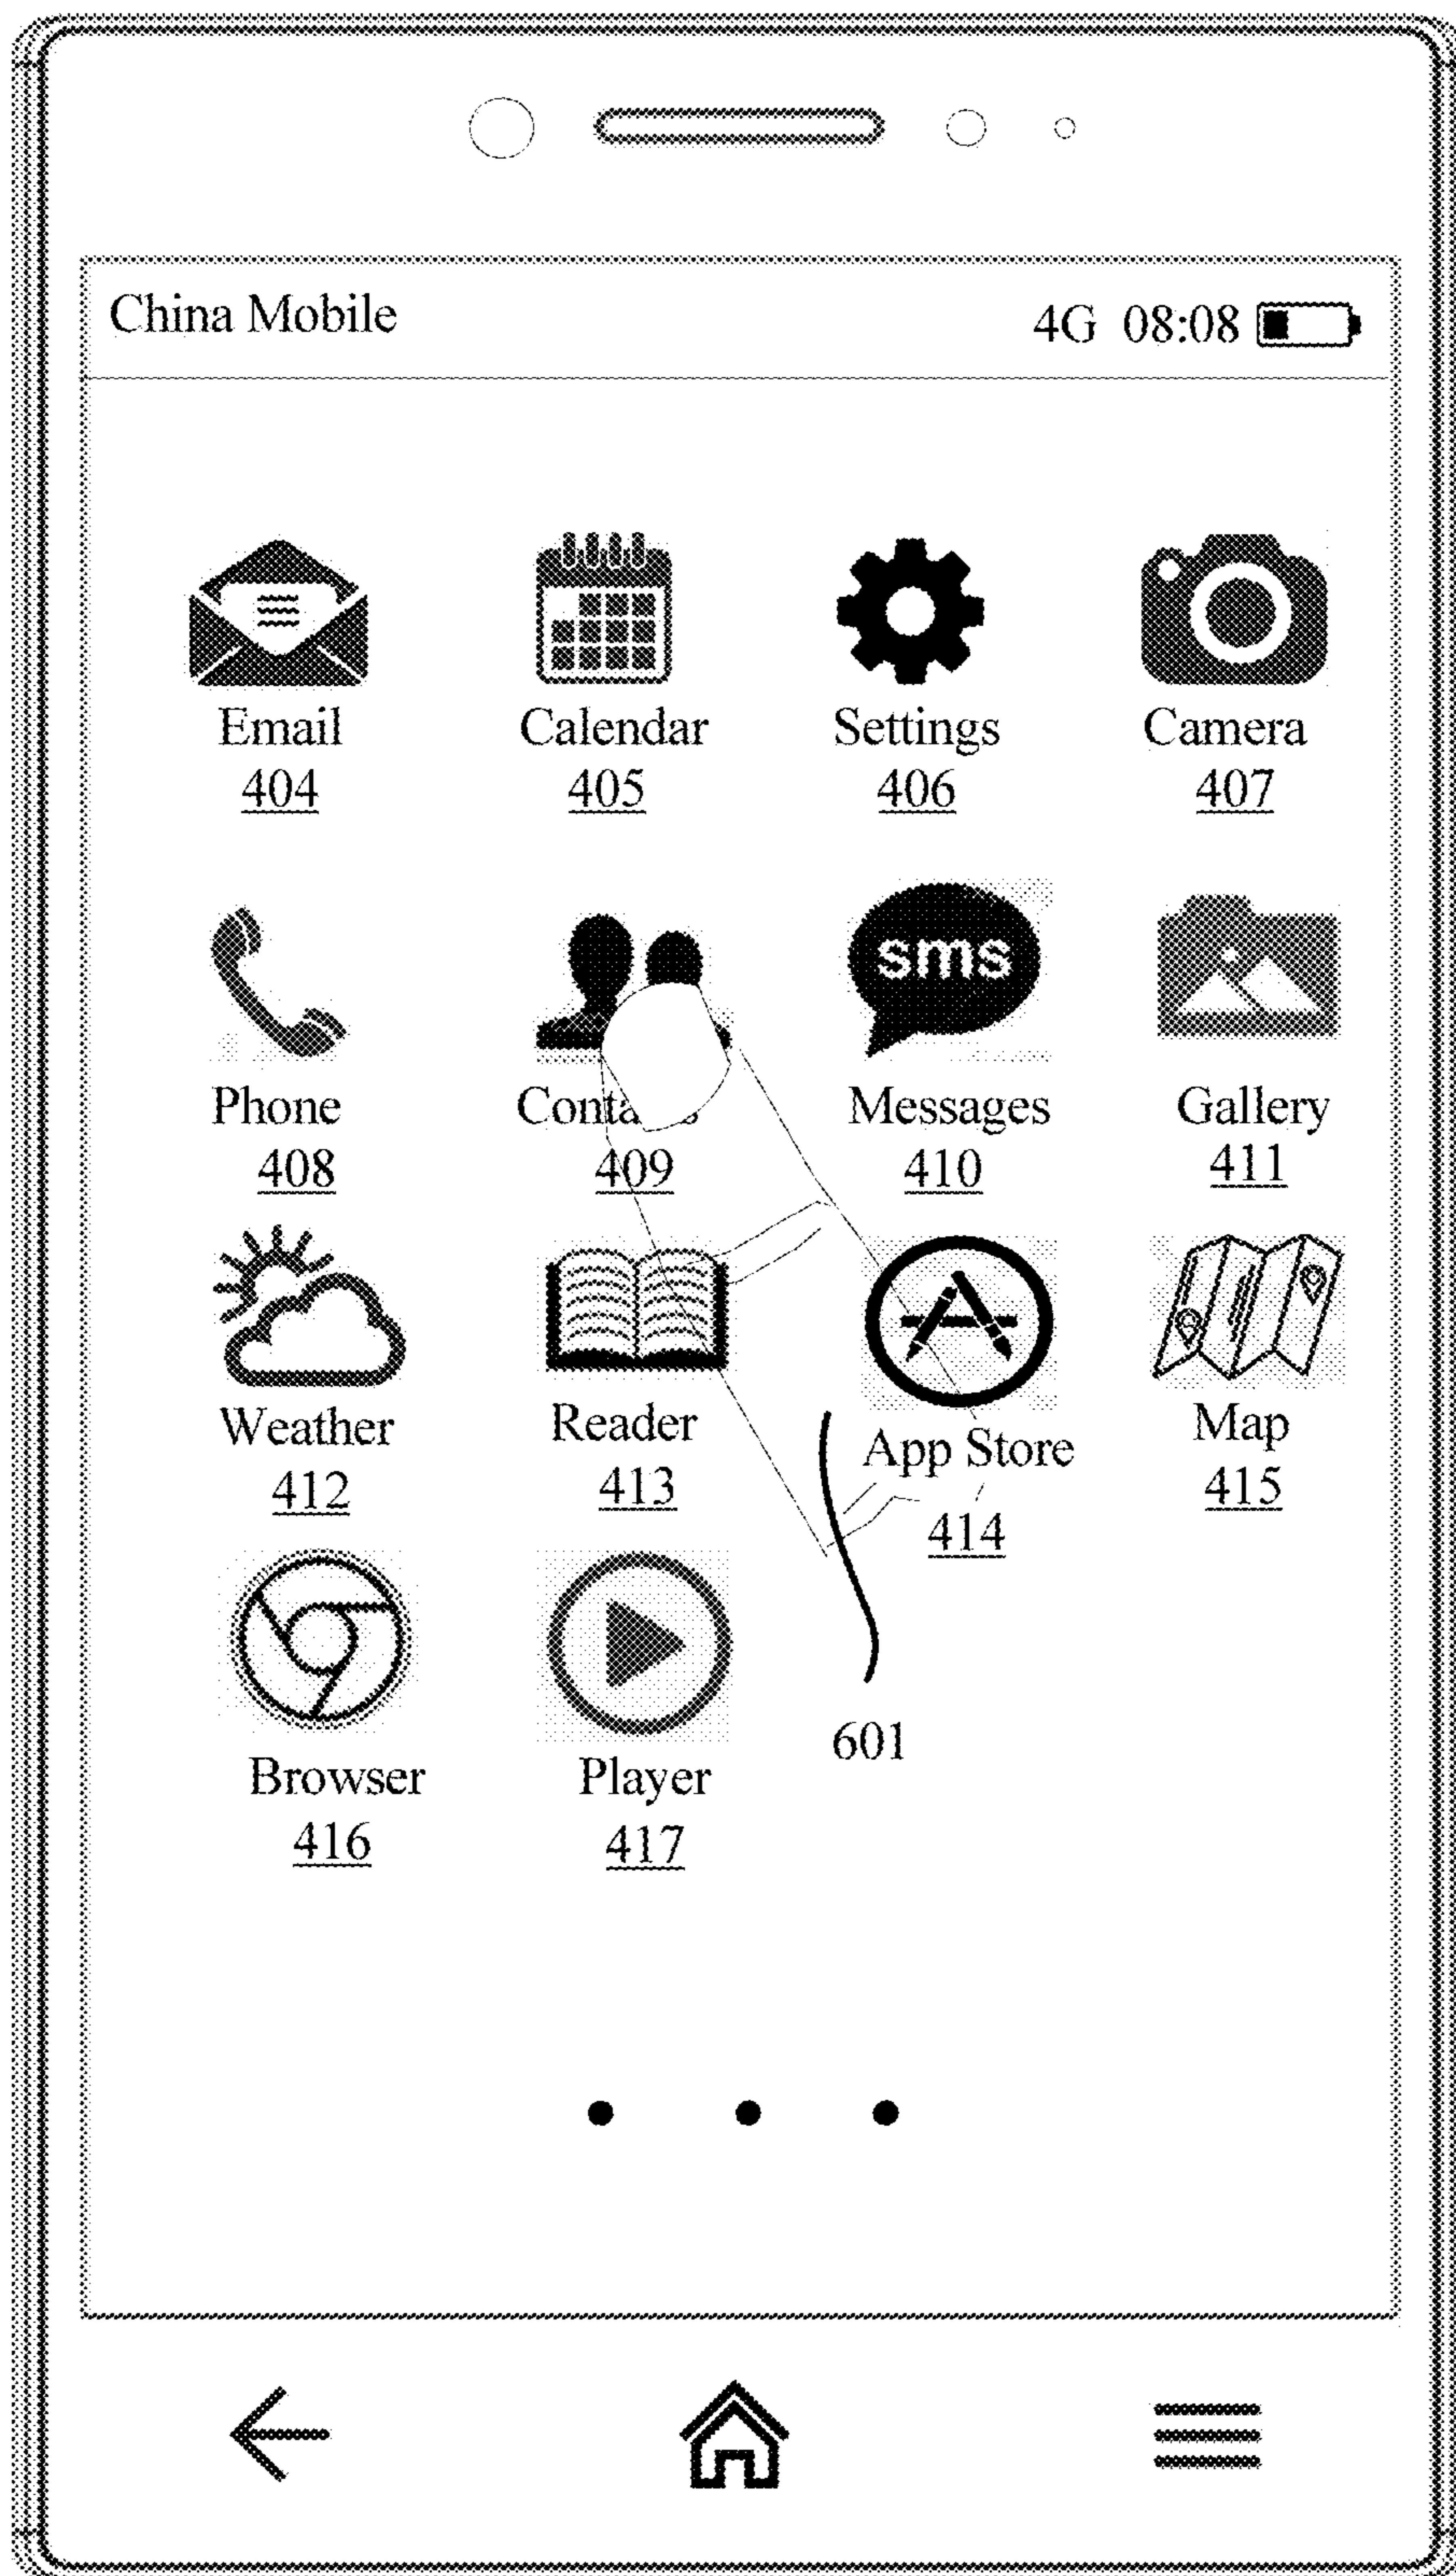 China Mobile 4G 08:08
Email Calendar Settings Camera
404 405 406 407
sms
Phone Messages Gallery
408 409 410 411
Weather Reader App Store Map
412 413 414 415
601
Browser Player
416 417